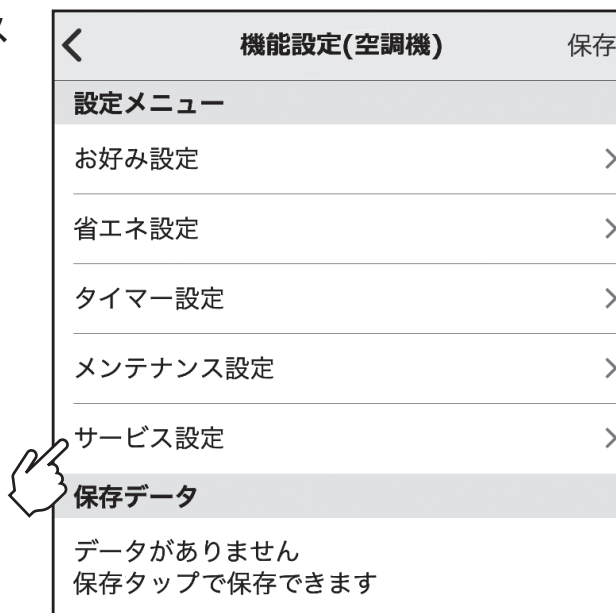 機能設定(空調機) 保存
設定メニュー
お好み設定
省エネ設定
タイマー設定
メンテナンス設定
サービス設定
保存データ
データがありません
保存タップで保存できます